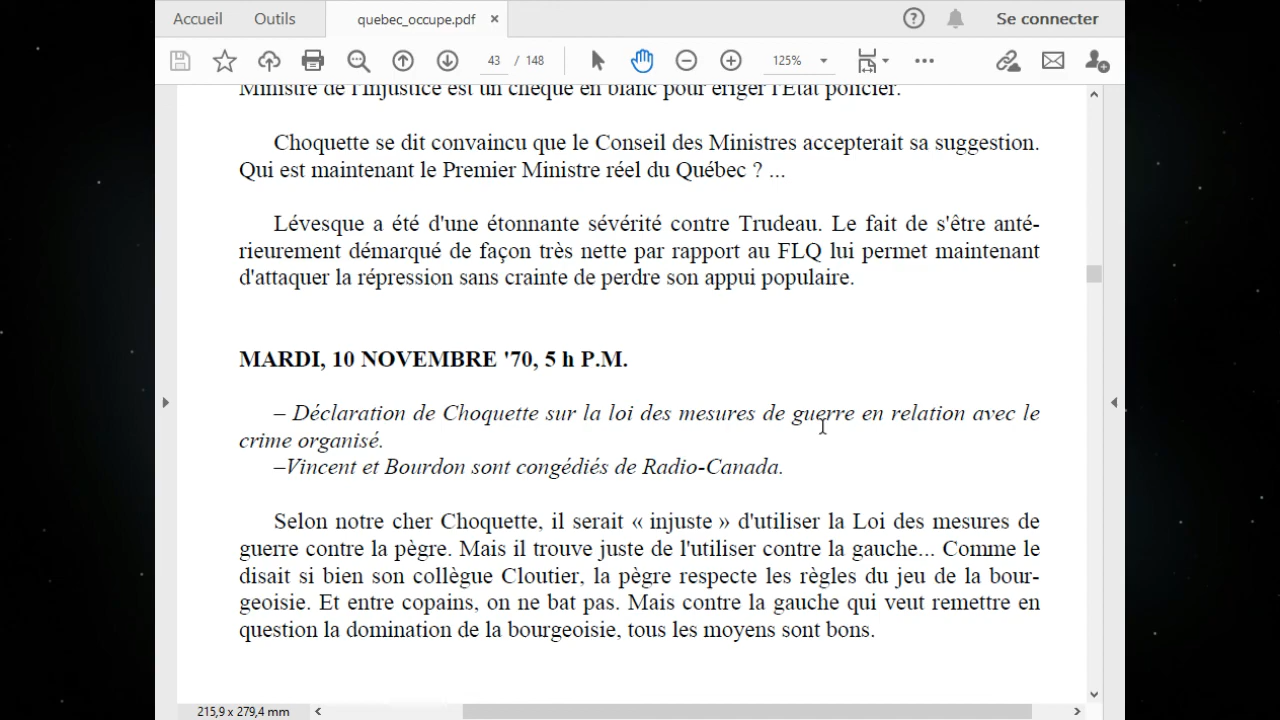 Accueil
Outils
quebec_occupe.pdf ×
Se connecter
43 / 148
125%
Ministre de l'Injustice est un chèque en blanc pour ériger l'État policier.
Choquette se dit convaincu que le Conseil des Ministres accepterait sa suggestion.
Qui est maintenant le Premier Ministre réel du Québec ? ...
Lévesque a été d'une étonnante sévérité contre Trudeau. Le fait de s'être anté-
rieurement démarqué de façon très nette par rapport au FLQ lui permet maintenant
d'attaquer la répression sans crainte de perdre son appui populaire.
MARDI, 10 NOVEMBRE '70, 5 h P.M.
– Déclaration de Choquette sur la loi des mesures de guerre en relation avec le
crime organisé.
–Vincent et Bourdon sont congédiés de Radio-Canada.
Selon notre cher Choquette, il serait « injuste » d'utiliser la Loi des mesures de
guerre contre la pègre. Mais il trouve juste de l'utiliser contre la gauche... Comme le
disait si bien son collègue Cloutier, la pègre respecte les règles du jeu de la bour-
geoisie. Et entre copains, on ne bat pas. Mais contre la gauche qui veut remettre en
question la domination de la bourgeoisie, tous les moyens sont bons.
215,9 x 279,4 mm